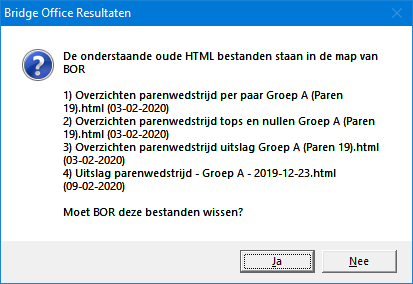 Bridge Office Resultaten
De onderstaande oude HTML bestanden staan in de map van
BOR
1) Overzichten parenwedstrijd per paar Groep A (Paren
19).html (03-02-2020)
2) Overzichten parenwedstrijd tops en nullen Groep A (Paren
19).html (03-02-2020)
3) Overzichten parenwedstrijd uitslag Groep A (Paren 19).html
(03-02-2020)
4) Uitslag parenwedstrijd - Groep A - 2019-12-23.html
(09-02-2020)
Moet BOR deze bestanden wissen?
Ja
Nee